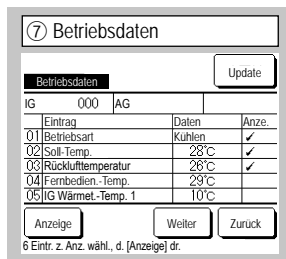 ⑦ Betriebsdaten
Betriebsdaten
Update
IG 000 AG
Eintrag Daten Anze.
01 Betriebsart Kühlen ✓
02 Soll-Temp. 28°C ✓
03 Rücklufttemperatur 26°C ✓
04 Fernbedien.-Temp. 29°C
05 IG Wärmet.-Temp. 1 10°C
Anzeige Weiter Zurück
6 Eintr. z. Anz. wähl., d. [Anzeige] dr.